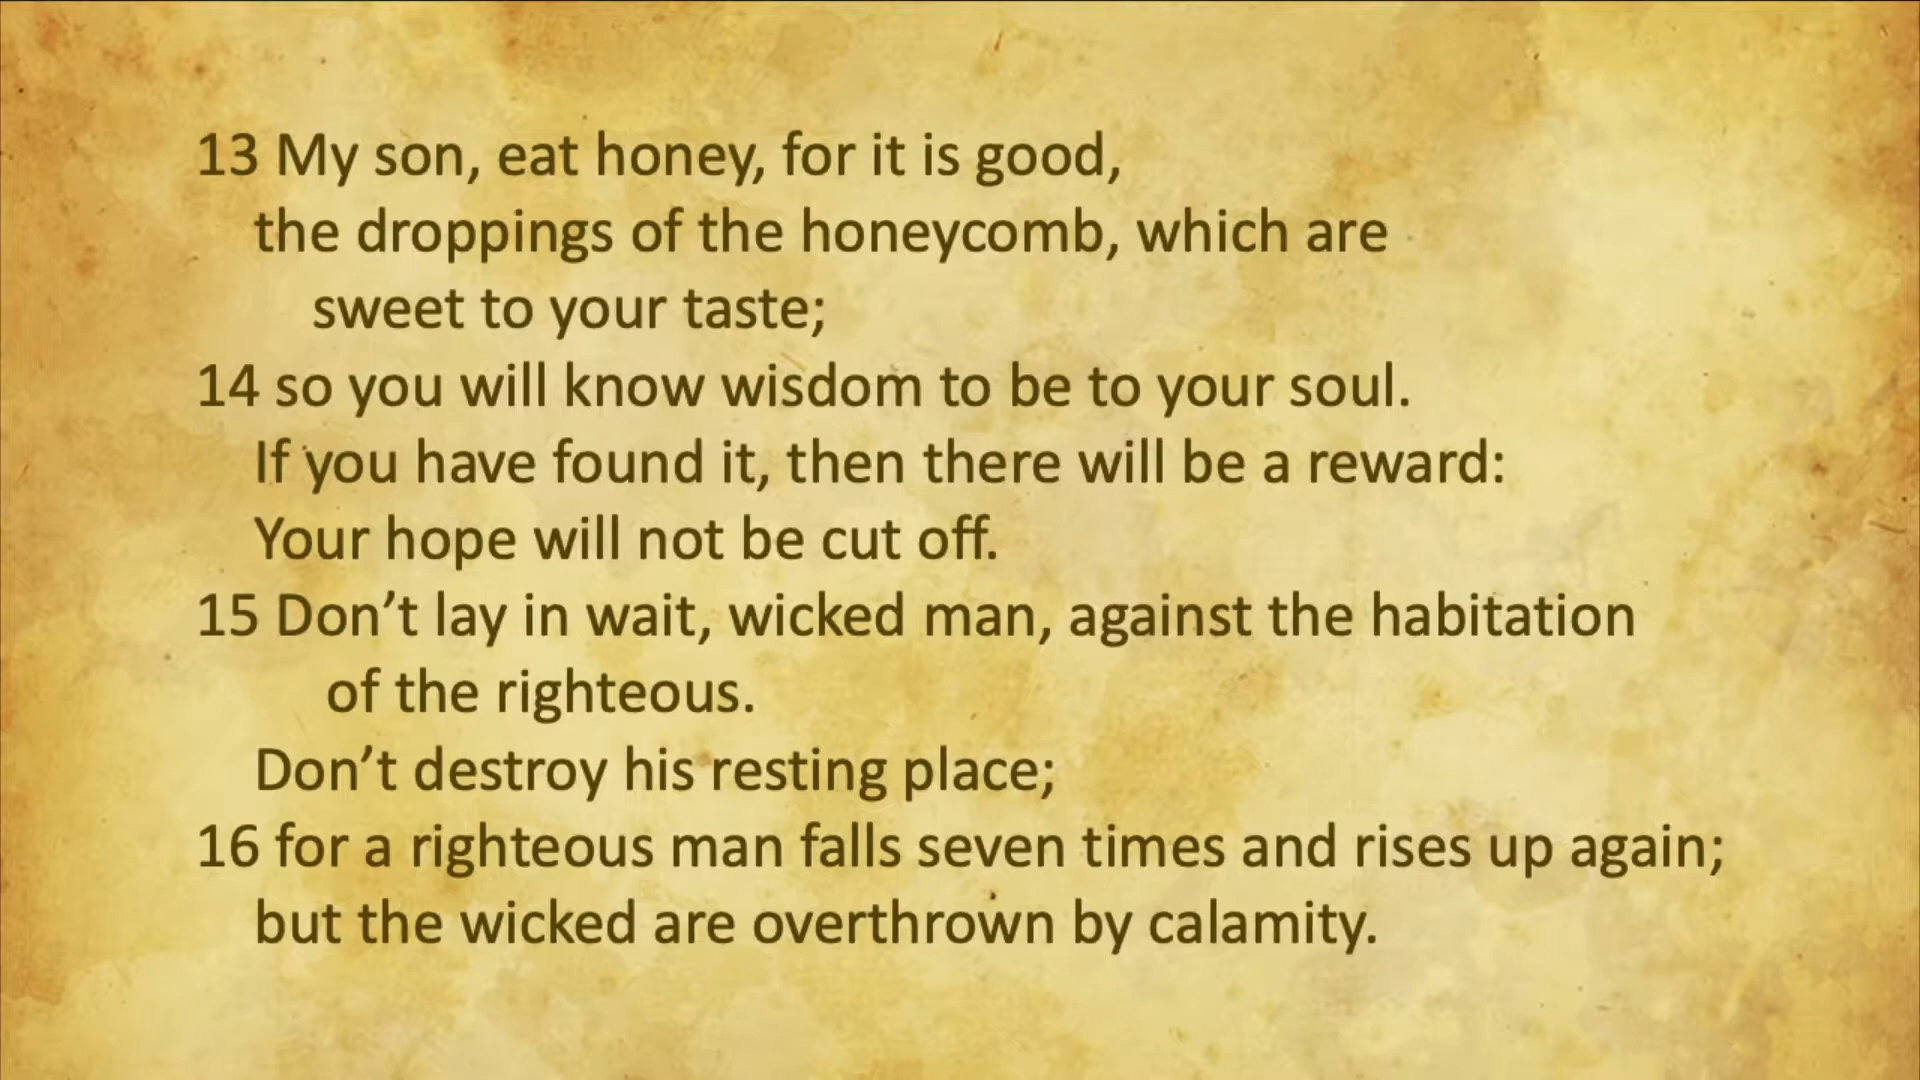 13 My son, eat honey, for it is good,
the droppings of the honeycomb, which are
sweet to your taste;
14 so you will know wisdom to be to your soul.
If you have found it, then there will be a reward:
Your hope will not be cut off.
15 Don’t lay in wait, wicked man, against the habitation
of the righteous.
Don’t destroy his resting place;
16 for a righteous man falls seven times and rises up again;
but the wicked are overthrown by calamity.